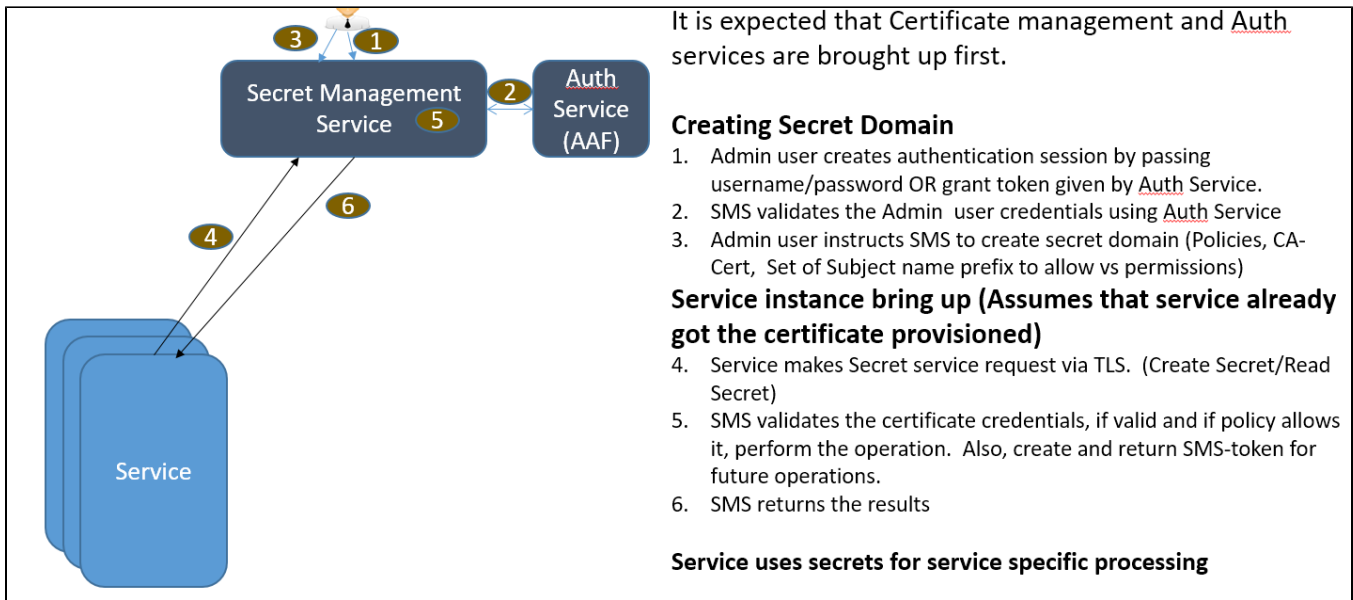 3
1
Secret Management
Service
5
2
Auth
Service
(AAF)
6
4
Service
It is expected that Certificate management and Auth
services are brought up first.
Creating Secret Domain
1. Admin user creates authentication session by passing
username/password OR grant token given by Auth Service.
2. SMS validates the Admin user credentials using Auth Service
3. Admin user instructs SMS to create secret domain (Policies, CA-
Cert, Set of Subject name prefix to allow vs permissions)
Service instance bring up (Assumes that service already
got the certificate provisioned)
4. Service makes Secret service request via TLS. (Create Secret/Read
Secret)
5. SMS validates the certificate credentials, if valid and if policy allows
it, perform the operation. Also, create and return SMS-token for
future operations.
6. SMS returns the results
Service uses secrets for service specific processing